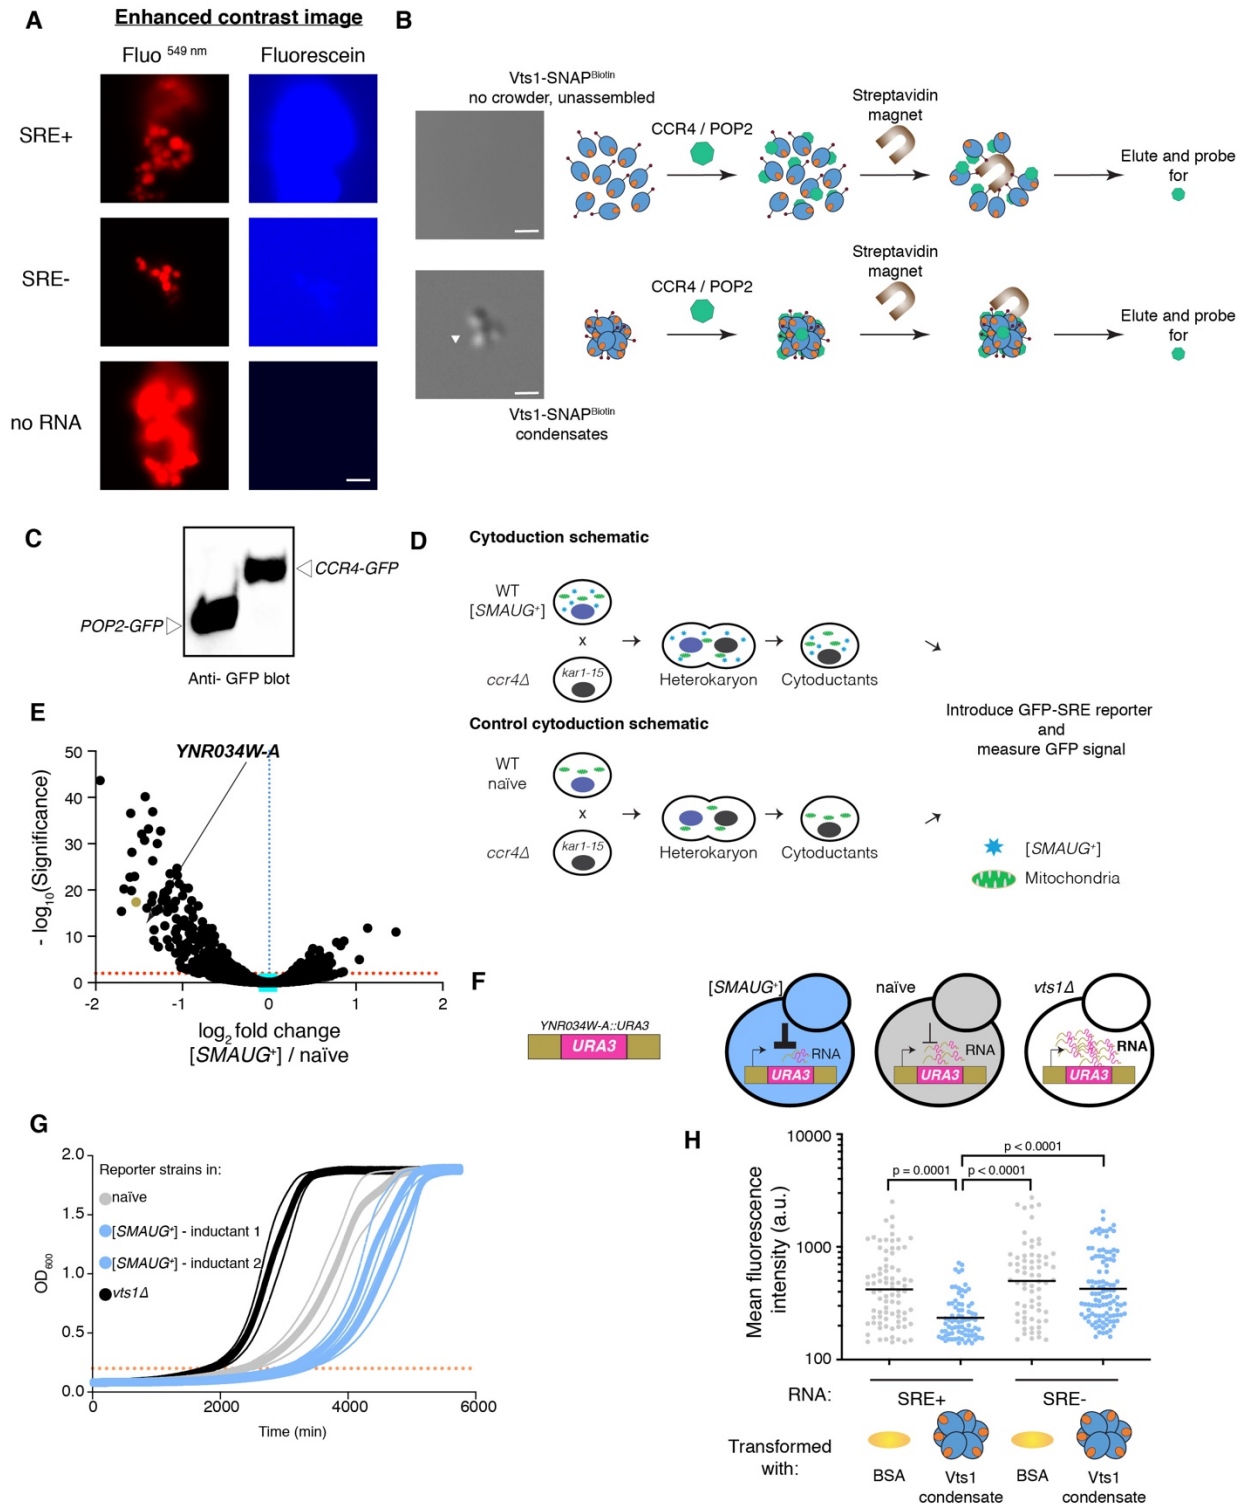 A
Enhanced contrast image
Fluo 549 nm
Fluorescein
SRE+
SRE-
no RNA
B
Vts1-SNAPBiotin
no crowder, unassembled
CCR4 / POP2
Streptavidin
magnet
Elute and probe
for
CCR4 / POP2
Streptavidin
magnet
Elute and probe
for
Vts1-SNAPBiotin
condensates
C
CCR4-GFP
POP2-GFP
Anti- GFP blot
D
Cytoduction schematic
WT
[SMAUG+]
x
ccr4Δ
kar1-15
Heterokaryon
Cytoductants
Control cytoduction schematic
WT
naïve
x
ccr4Δ
kar1-15
Heterokaryon
Cytoductants
Introduce GFP-SRE reporter
and
measure GFP signal
[SMAUG+]
Mitochondria
E
YNR034W-A
- log10(Significance)
50
40
30
20
10
0
-2
-1
0
1
2
log2 fold change
[SMAUG+] / naïve
F
YNR034W-A::URA3
URA3
[SMAUG+]
RNA
URA3
naïve
RNA
URA3
vts1Δ
RNA
URA3
G
2.0
1.5
1.0
0.5
0.0
OD600
Reporter strains in:
naïve
[SMAUG+] - inductant 1
[SMAUG+] - inductant 2
vts1Δ
0
2000
4000
6000
Time (min)
H
Mean fluorescence
intensity (a.u.)
10000
1000
100
p < 0.0001
p = 0.0001
p < 0.0001
RNA:
SRE+
SRE-
Transformed
with:
BSA
Vts1
condensate
BSA
Vts1
condensate